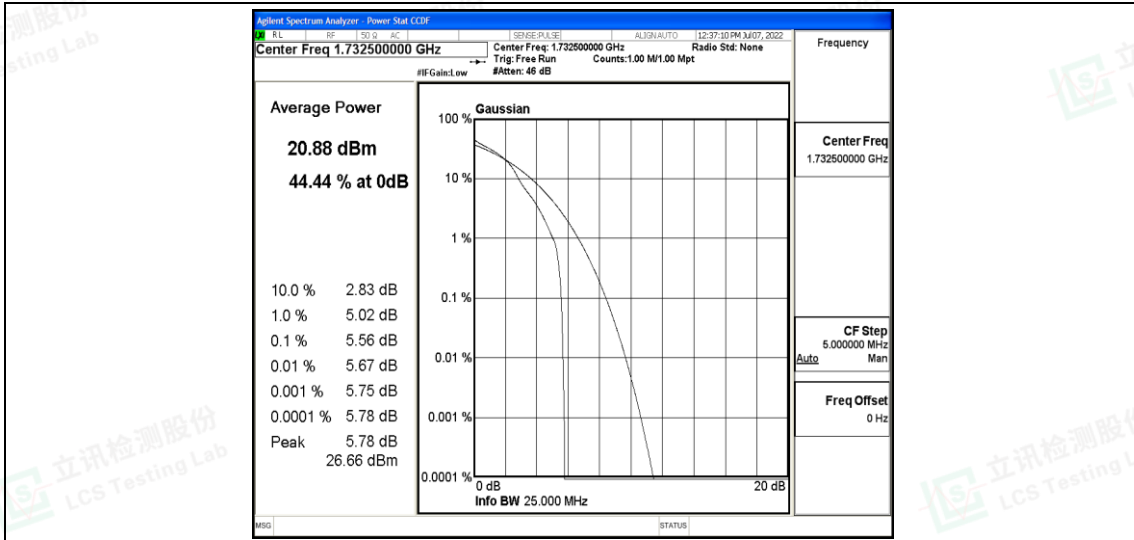 Agilent Spectrum Analyzer - Power Stat CCDF
RL RF 50 Ω AC SENSE:PULSE ALIGNAUTO 12:37:10 PM Jul 07, 2022
Center Freq 1.732500000 GHz
Center Freq: 1.732500000 GHz Radio Std: None
Trig: Free Run Counts:1.00 M/1.00 Mpt
#IFGain:Low #Atten: 46 dB
Frequency
Average Power
20.88 dBm
44.44 % at 0dB
10.0 % 2.83 dB
1.0 % 5.02 dB
0.1 % 5.56 dB
0.01 % 5.67 dB
0.001 % 5.75 dB
0.0001 % 5.78 dB
Peak 5.78 dB
26.66 dBm
Gaussian
100 %
10 %
1 %
0.1 %
0.01 %
0.001 %
0.0001 %
0 dB 20 dB
Info BW 25.000 MHz
Center Freq
1.732500000 GHz
CF Step
5.000000 MHz
Auto Man
Freq Offset
0 Hz
MSG STATUS
立讯检测股份
LCS Testing Lab
立讯检测股份
LCS Testing